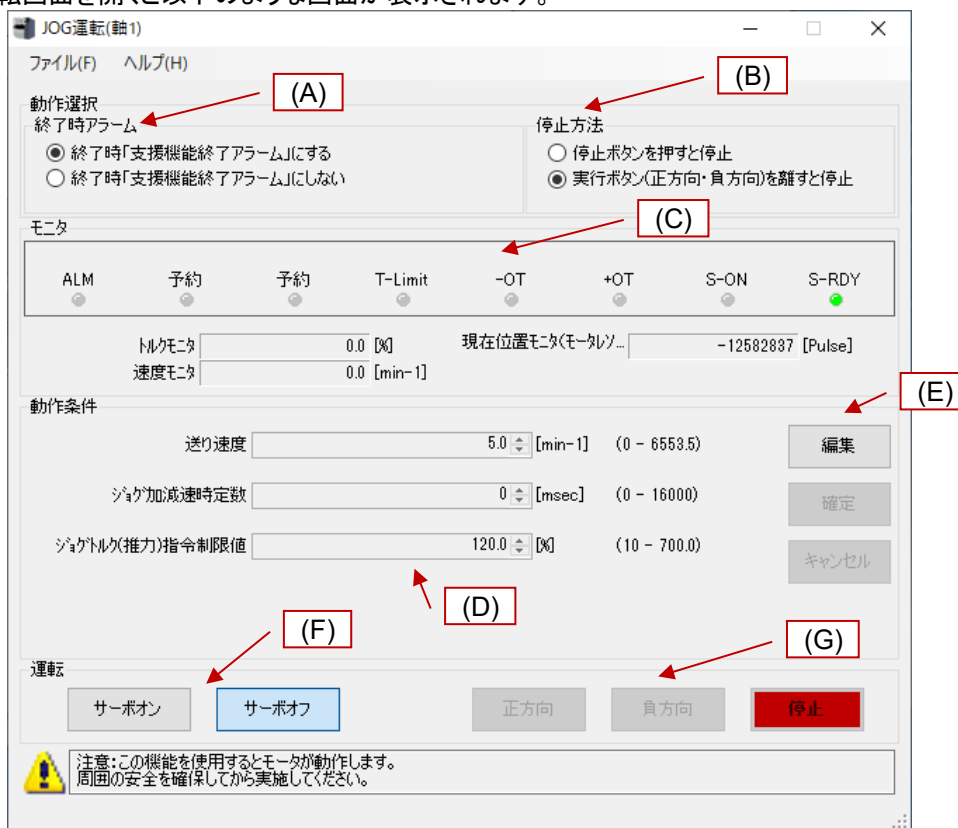 転画面を開くと以下のような画面が表示されます。
JOG運転(軸1)
ファイル(F) ヘルプ(H)
(A)
(B)
動作選択
終了時アラーム
終了時「支援機能終了アラーム」にする
終了時「支援機能終了アラーム」にしない
停止方法
停止ボタンを押すと停止
実行ボタン(正方向・負方向)を離すと停止
(C)
モニタ
ALM 予約 予約 T-Limit -OT +OT S-ON S-RDY
トルクモニタ 0.0 [%] 現在位置モニタ(モータレソ... -12582837 [Pulse]
速度モニタ 0.0 [min-1]
(E)
動作条件
送り速度 5.0 [min-1] (0 - 6553.5) 編集
ジョグ加減速時定数 0 [msec] (0 - 16000) 確定
ジョグトルク(推力)指令制限値 120.0 [%] (10 - 700.0) キャンセル
(D)
(F)
(G)
運転
サーボオン サーボオフ 正方向 負方向 停止
注意:この機能を使用するとモータが動作します。
周囲の安全を確保してから実施してください。